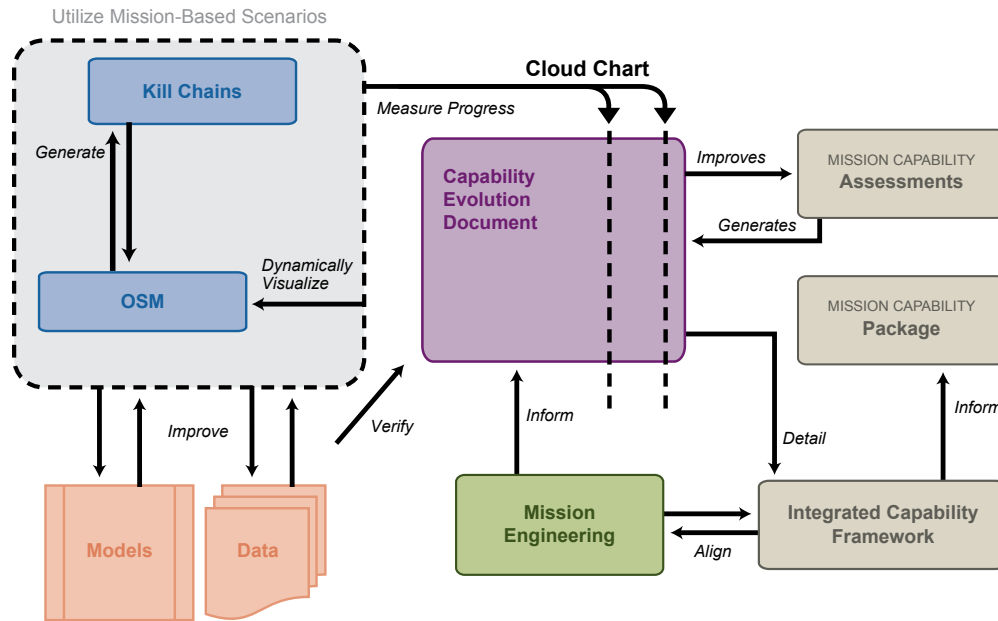 Utilize Mission-Based Scenarios
Kill Chains
Generate
OSM
Dynamically
Visualize
Cloud Chart
Measure Progress
Capability
Evolution
Document
Improves
MISSION CAPABILITY
Assessments
Generates
MISSION CAPABILITY
Package
Improve
Verify
Inform
Detail
Inform
Models
Data
Mission
Engineering
Align
Integrated Capability
Framework